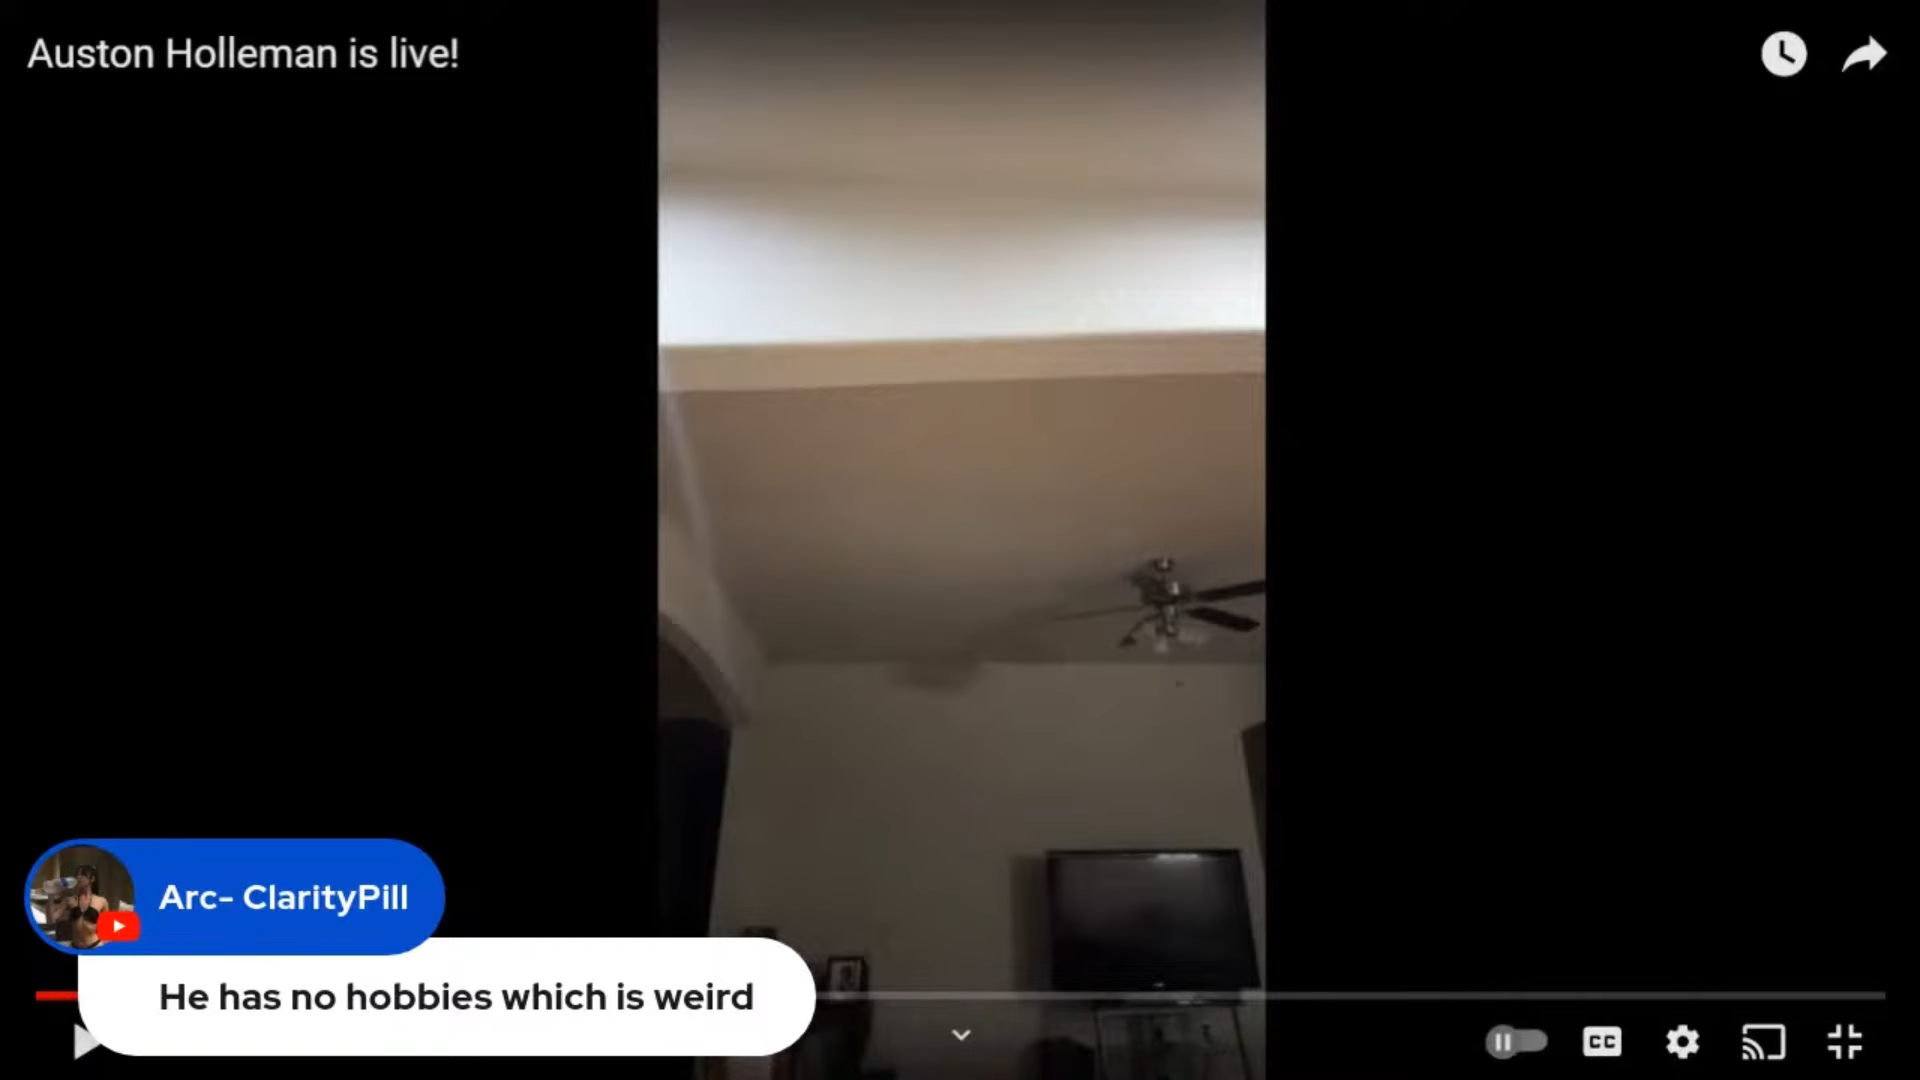 Auston Holleman is live!
Arc- ClarityPill
He has no hobbies which is weird
CC